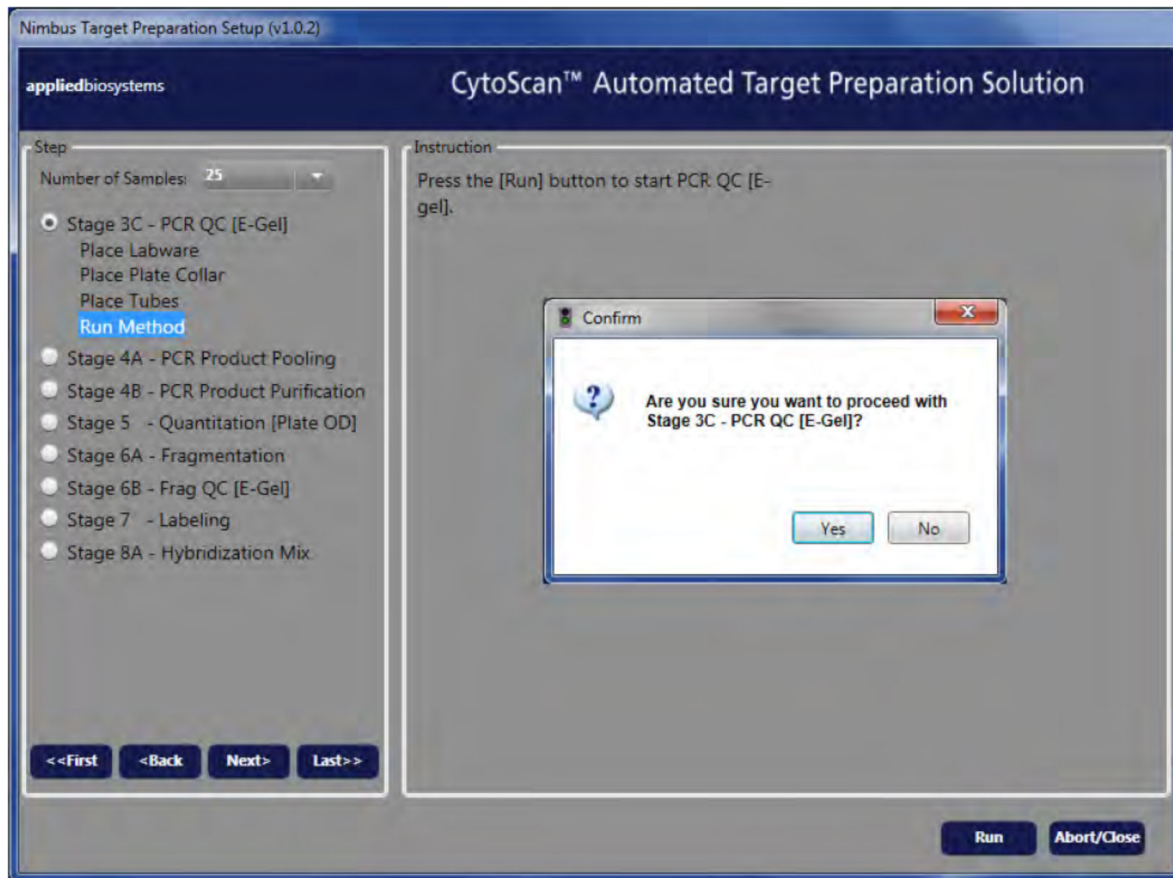 Nimbus Target Preparation Setup (v1.0.2)
appliedbiosystems
CytoScan™ Automated Target Preparation Solution
Step
Number of Samples: 25
Stage 3C - PCR QC [E-Gel]
Place Labware
Place Plate Collar
Place Tubes
Run Method
Stage 4A - PCR Product Pooling
Stage 4B - PCR Product Purification
Stage 5 - Quantitation [Plate OD]
Stage 6A - Fragmentation
Stage 6B - Frag QC [E-Gel]
Stage 7 - Labeling
Stage 8A - Hybridization Mix
<<First
<Back
Next>
Last>>
Instruction
Press the [Run] button to start PCR QC [E-
gel].
Confirm
Are you sure you want to proceed with
Stage 3C - PCR QC [E-Gel]?
Yes
No
Run
Abort/Close